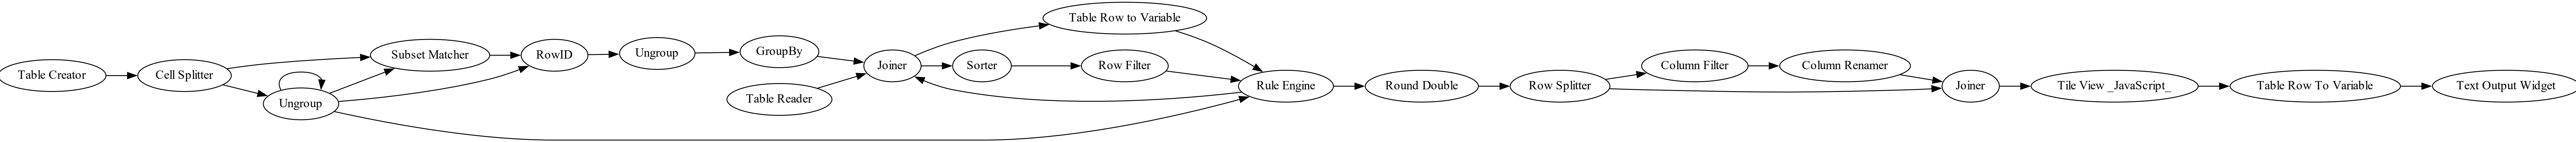 Table Creator
Cell Splitter
Subset Matcher
Ungroup
RowID
Ungroup
GroupBy
Table Reader
Joiner
Table Row to Variable
Sorter
Row Filter
Rule Engine
Round Double
Row Splitter
Column Filter
Column Renamer
Joiner
Tile View _JavaScript_
Table Row To Variable
Text Output Widget